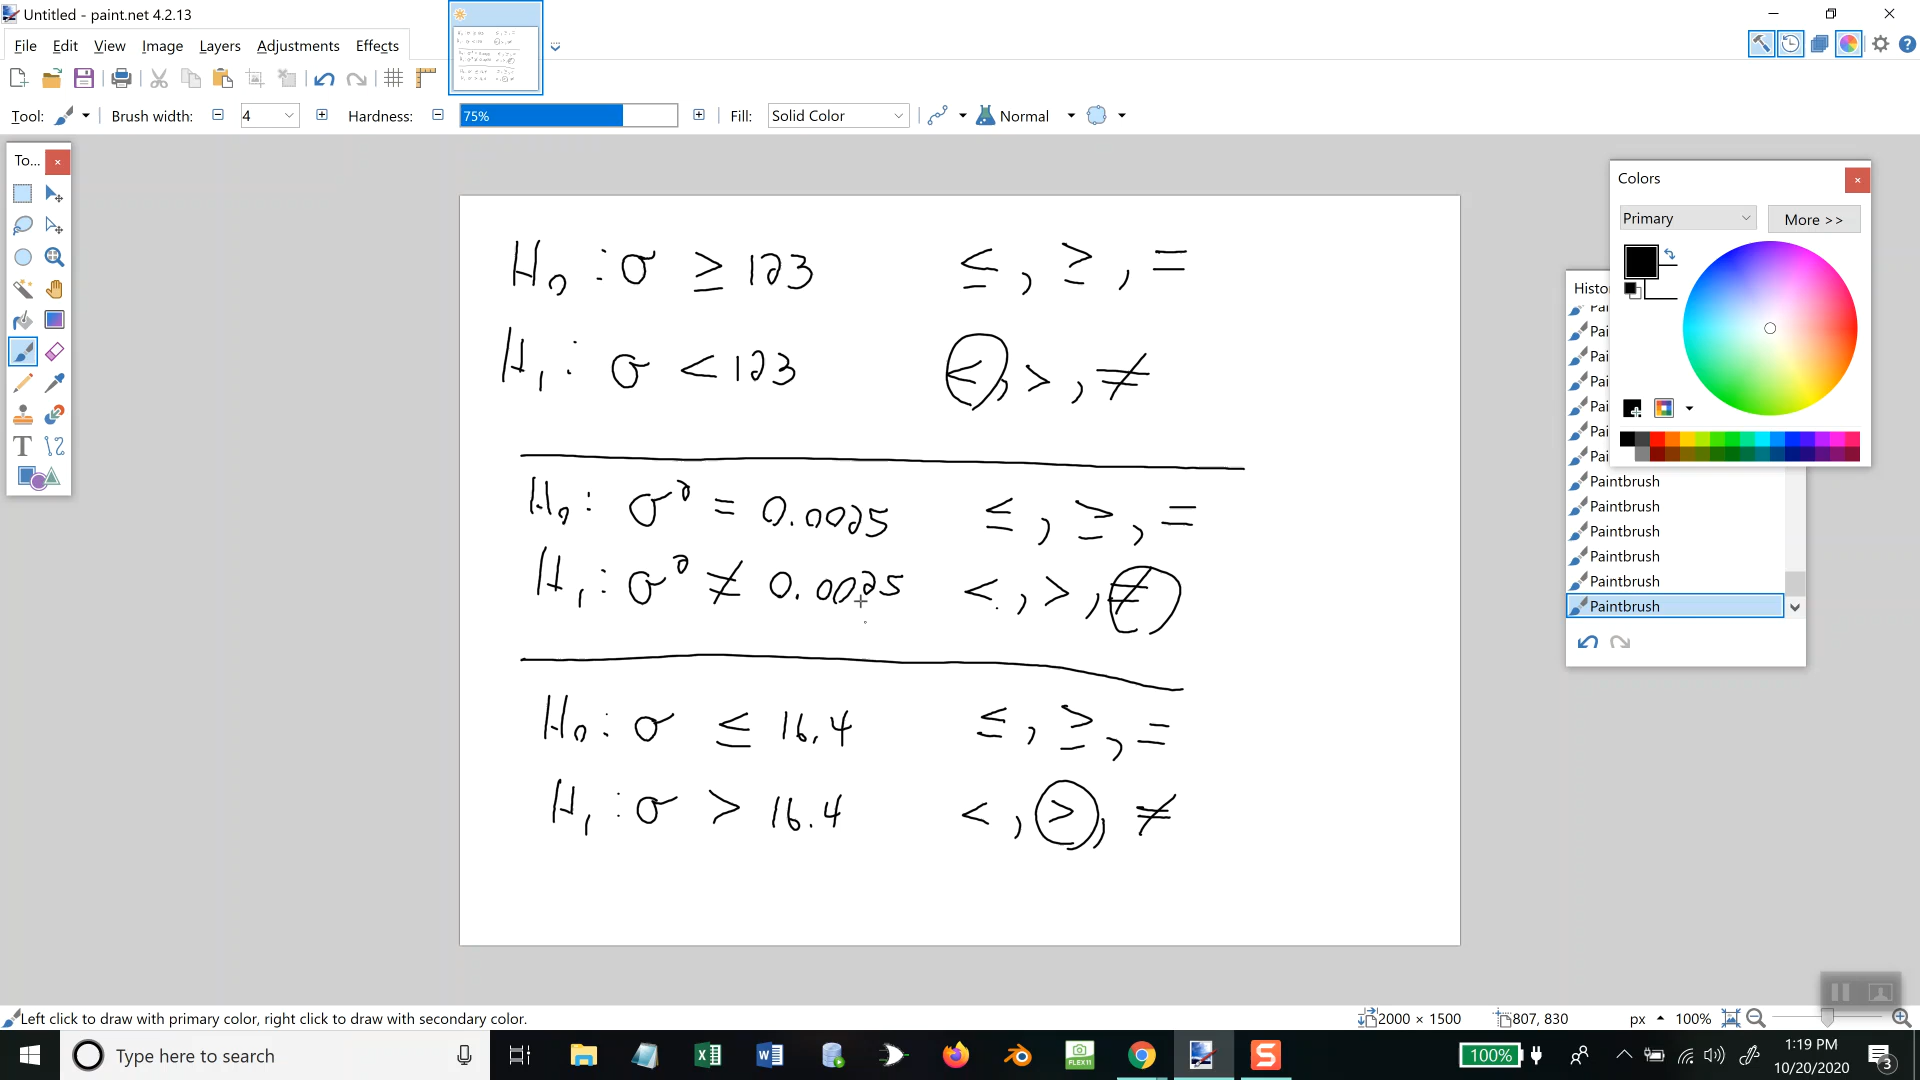 Untitled - paint.net 4.2.13
File Edit View Image Layers Adjustments Effects
Tool: Brush width: 4 Hardness: 75% Fill: Solid Color Normal
To...
Colors
Primary More >>
Histo
Paintbrush
Paintbrush
Paintbrush
Paintbrush
Paintbrush
Paintbrush
H₀ : σ ≥ 123 ≤ , ≥ , =
H₁ : σ < 123 < , > , ≠
H₀ : σ² = 0.0025 ≤ , ≥ , =
H₁ : σ² ≠ 0.0025 < , > , ≠
H₀ : σ ≤ 16.4 ≤ , ≥ , =
H₁ : σ > 16.4 < , > , ≠
Left click to draw with primary color, right click to draw with secondary color. 2000 × 1500 807, 830 px 100%
Type here to search 100% 1:19 PM
10/20/2020 3